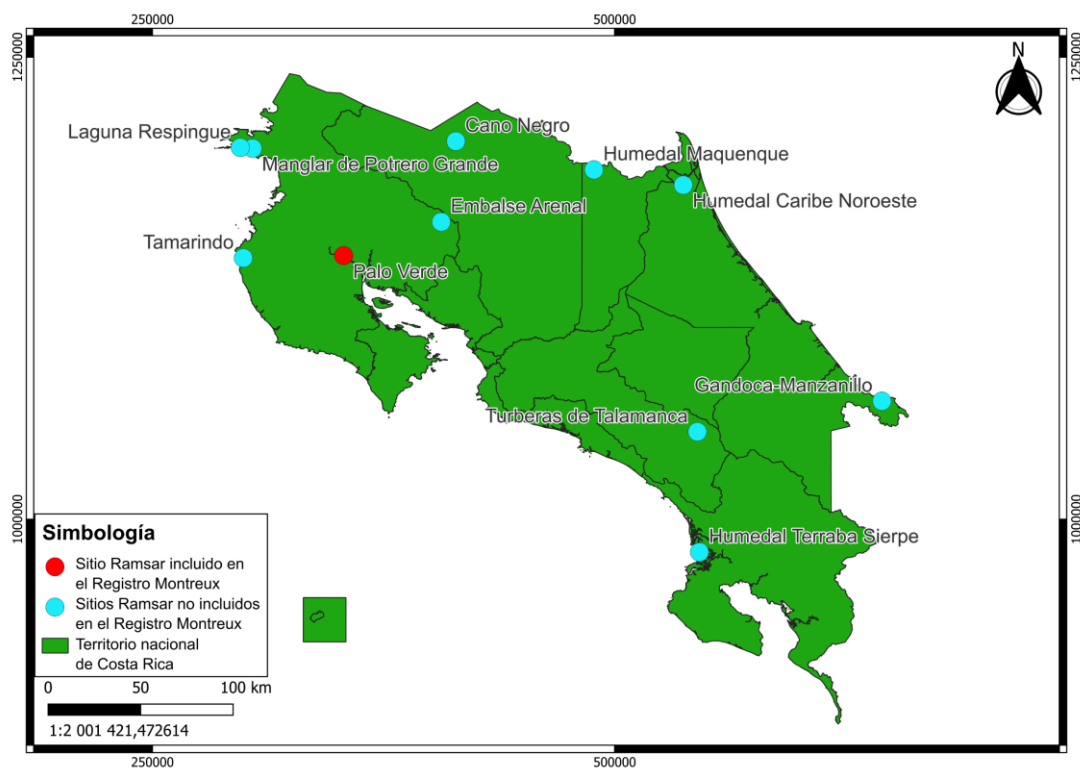 250000
500000
1250000
1250000
N
Laguna Respingue
Cano Negro
Manglar de Potrero Grande
Humedal Maquenque
Humedal Caribe Noroeste
Embalse Arenal
Tamarindo
Palo Verde
Gandoca-Manzanillo
Turberas de Talamanca
1000000
1000000
Humedal Terraba Sierpe
Simbología
Sitio Ramsar incluido en
el Registro Montreux
Sitios Ramsar no incluidos
en el Registro Montreux
Territorio nacional
de Costa Rica
0 50 100 km
1:2 001 421,472614
250000
500000